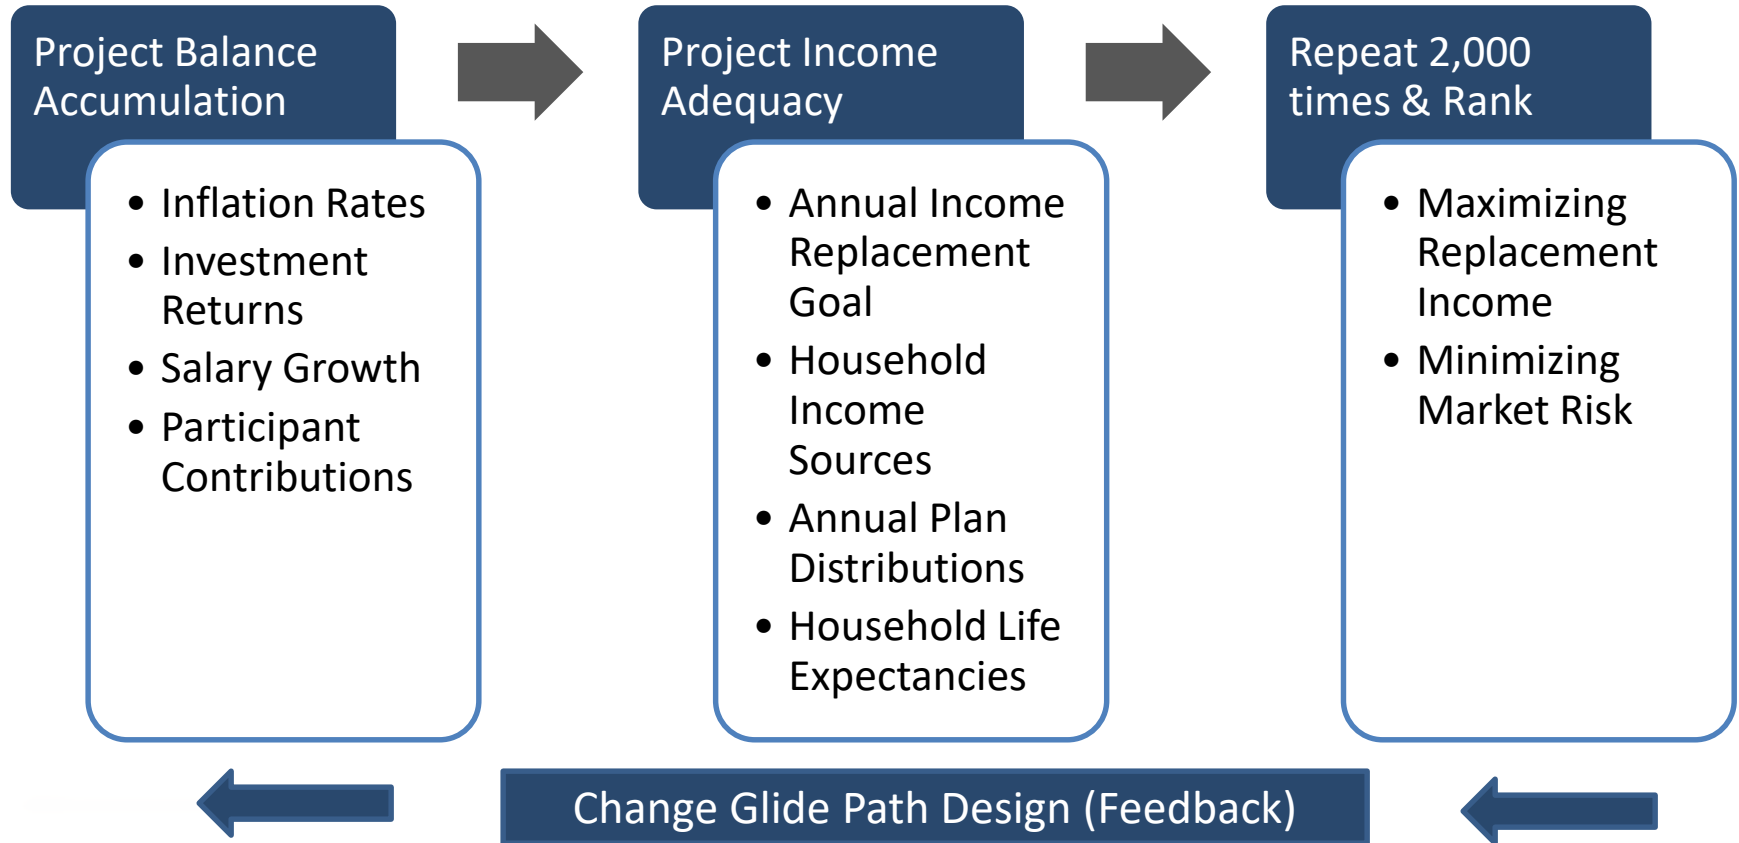 Project Balance
Accumulation
• Inflation Rates
• Investment
Returns
• Salary Growth
• Participant
Contributions
Project Income
Adequacy
• Annual Income
Replacement
Goal
• Household
Income
Sources
• Annual Plan
Distributions
• Household Life
Expectancies
Repeat 2,000
times & Rank
• Maximizing
Replacement
Income
• Minimizing
Market Risk
Change Glide Path Design (Feedback)